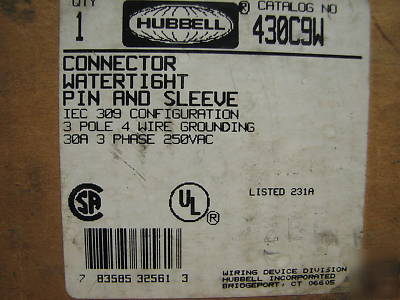 QTY
1
HUBBELL®
CATALOG NO
430C9W
CONNECTOR
WATERTIGHT
PIN AND SLEEVE
IEC 309 CONFIGURATION
3 POLE 4 WIRE GROUNDING
30A 3 PHASE 250VAC
SA
UL®
LISTED 231A
7 83585 32561 3
WIRING DEVICE DIVISION
HUBBELL INCORPORATED
BRIDGEPORT, CT 06605